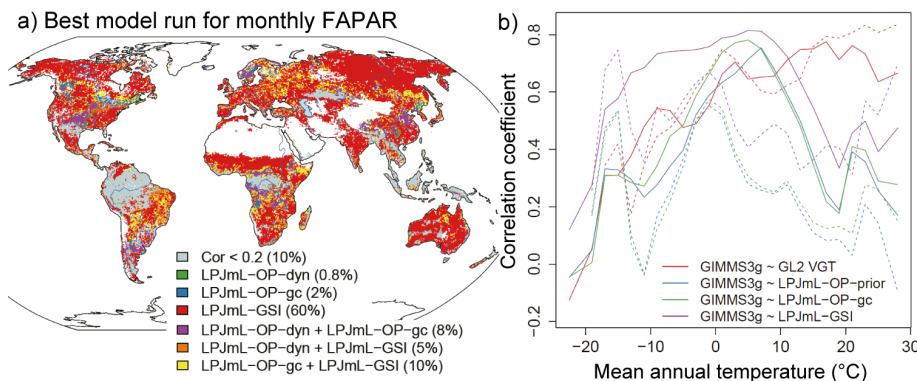 a) Best model run for monthly FAPAR
Cor < 0.2 (10%)
LPJmL−OP−dyn (0.8%)
LPJmL−OP−gc (2%)
LPJmL−GSI (60%)
LPJmL−OP−dyn + LPJmL−OP−gc (8%)
LPJmL−OP−dyn + LPJmL−GSI (5%)
LPJmL−OP−gc + LPJmL−GSI (10%)
b)
Correlation coefficient
0.8
0.6
0.4
0.2
0.0
−0.2
GIMMS3g ~ GL2 VGT
GIMMS3g ~ LPJmL−OP−prior
GIMMS3g ~ LPJmL−OP−gc
GIMMS3g ~ LPJmL−GSI
−20 −10 0 10 20 30
Mean annual temperature (°C)